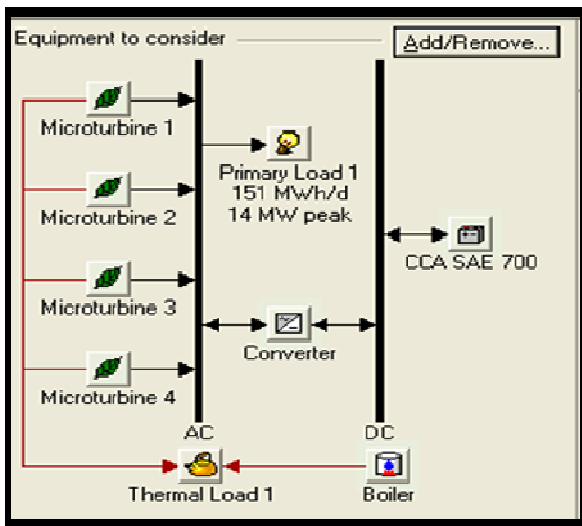 Equipment to consider
Add/Remove...
Microturbine 1
Primary Load 1
151 MWh/d
14 MW peak
Microturbine 2
CCA SAE 700
Microturbine 3
Converter
Microturbine 4
AC
DC
Thermal Load 1
Boiler